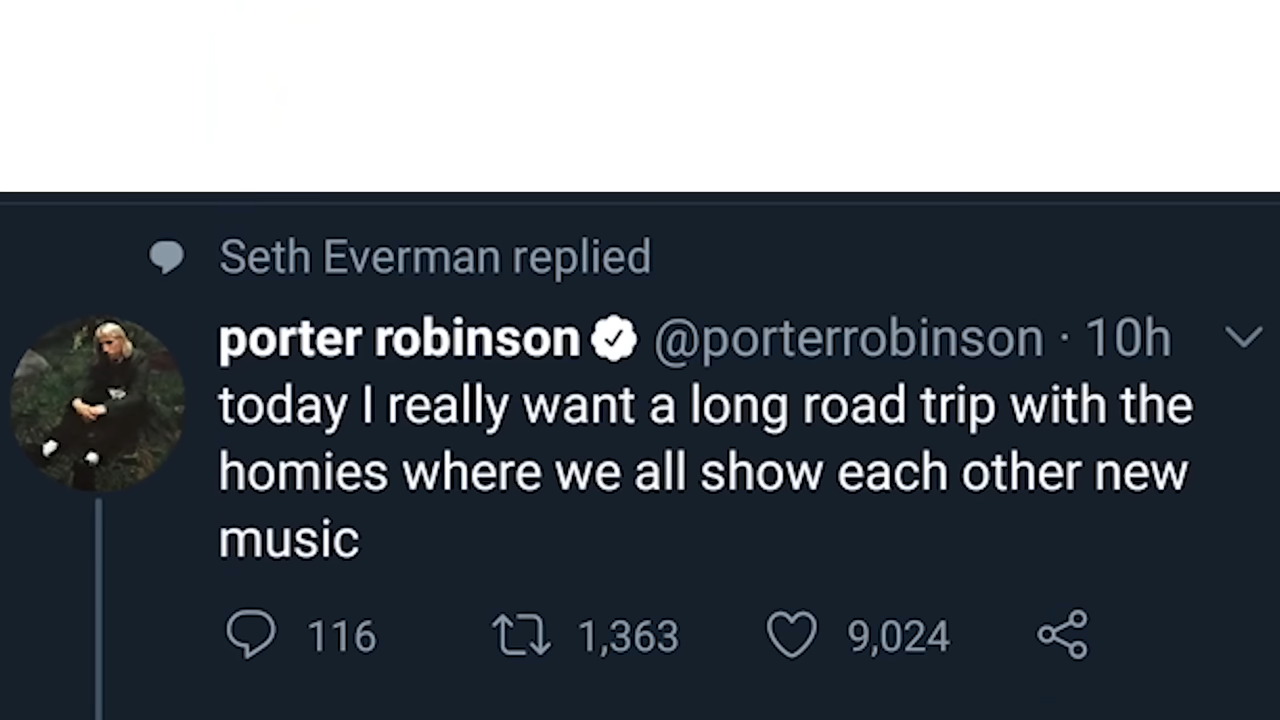 Seth Everman replied
porter robinson @porterrobinson · 10h
today I really want a long road trip with the
homies where we all show each other new
music
116 1,363 9,024